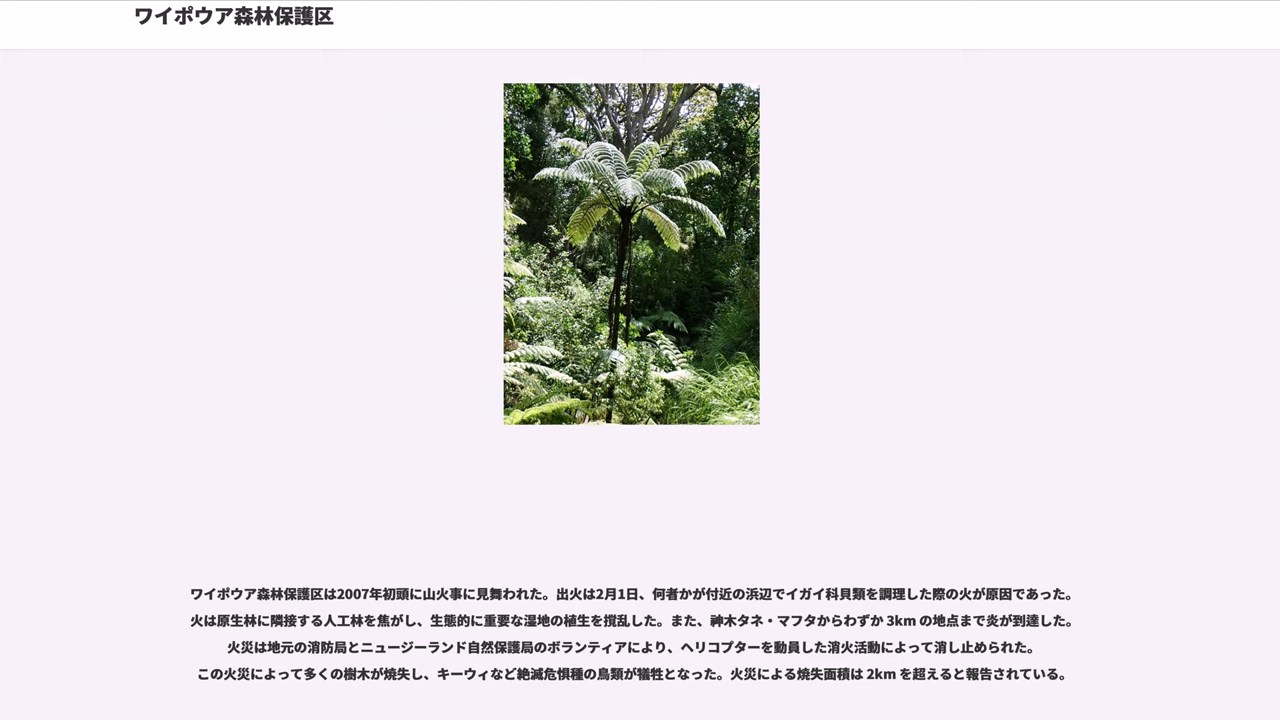 ワイポウア森林保護区
ワイポウア森林保護区は2007年初頭に山火事に見舞われた。出火は2月1日、何者かが付近の浜辺でイガイ科貝類を調理した際の火が原因であった。
火は原生林に隣接する人工林を焦がし、生態的に重要な湿地の植生を撹乱した。また、神木タネ・マフタからわずか 3km の地点まで炎が到達した。
火災は地元の消防局とニュージーランド自然保護局のボランティアにより、ヘリコプターを動員した消火活動によって消し止められた。
この火災によって多くの樹木が焼失し、キーウィなど絶滅危惧種の鳥類が犠牲となった。火災による焼失面積は 2km を超えると報告されている。